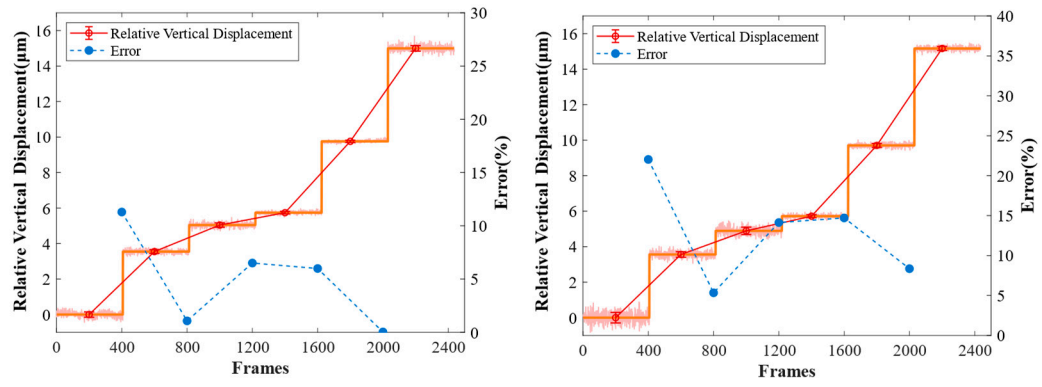 Relative Vertical Displacement(μm)
16
14
12
10
8
6
4
2
0
Relative Vertical Displacement
Error
30
25
20
15
10
5
0
Error(%)
0 400 800 1200 1600 2000 2400
Frames
Relative Vertical Displacement(μm)
16
14
12
10
8
6
4
2
0
Relative Vertical Displacement
Error
40
35
30
25
20
15
10
5
0
Error(%)
0 400 800 1200 1600 2000 2400
Frames